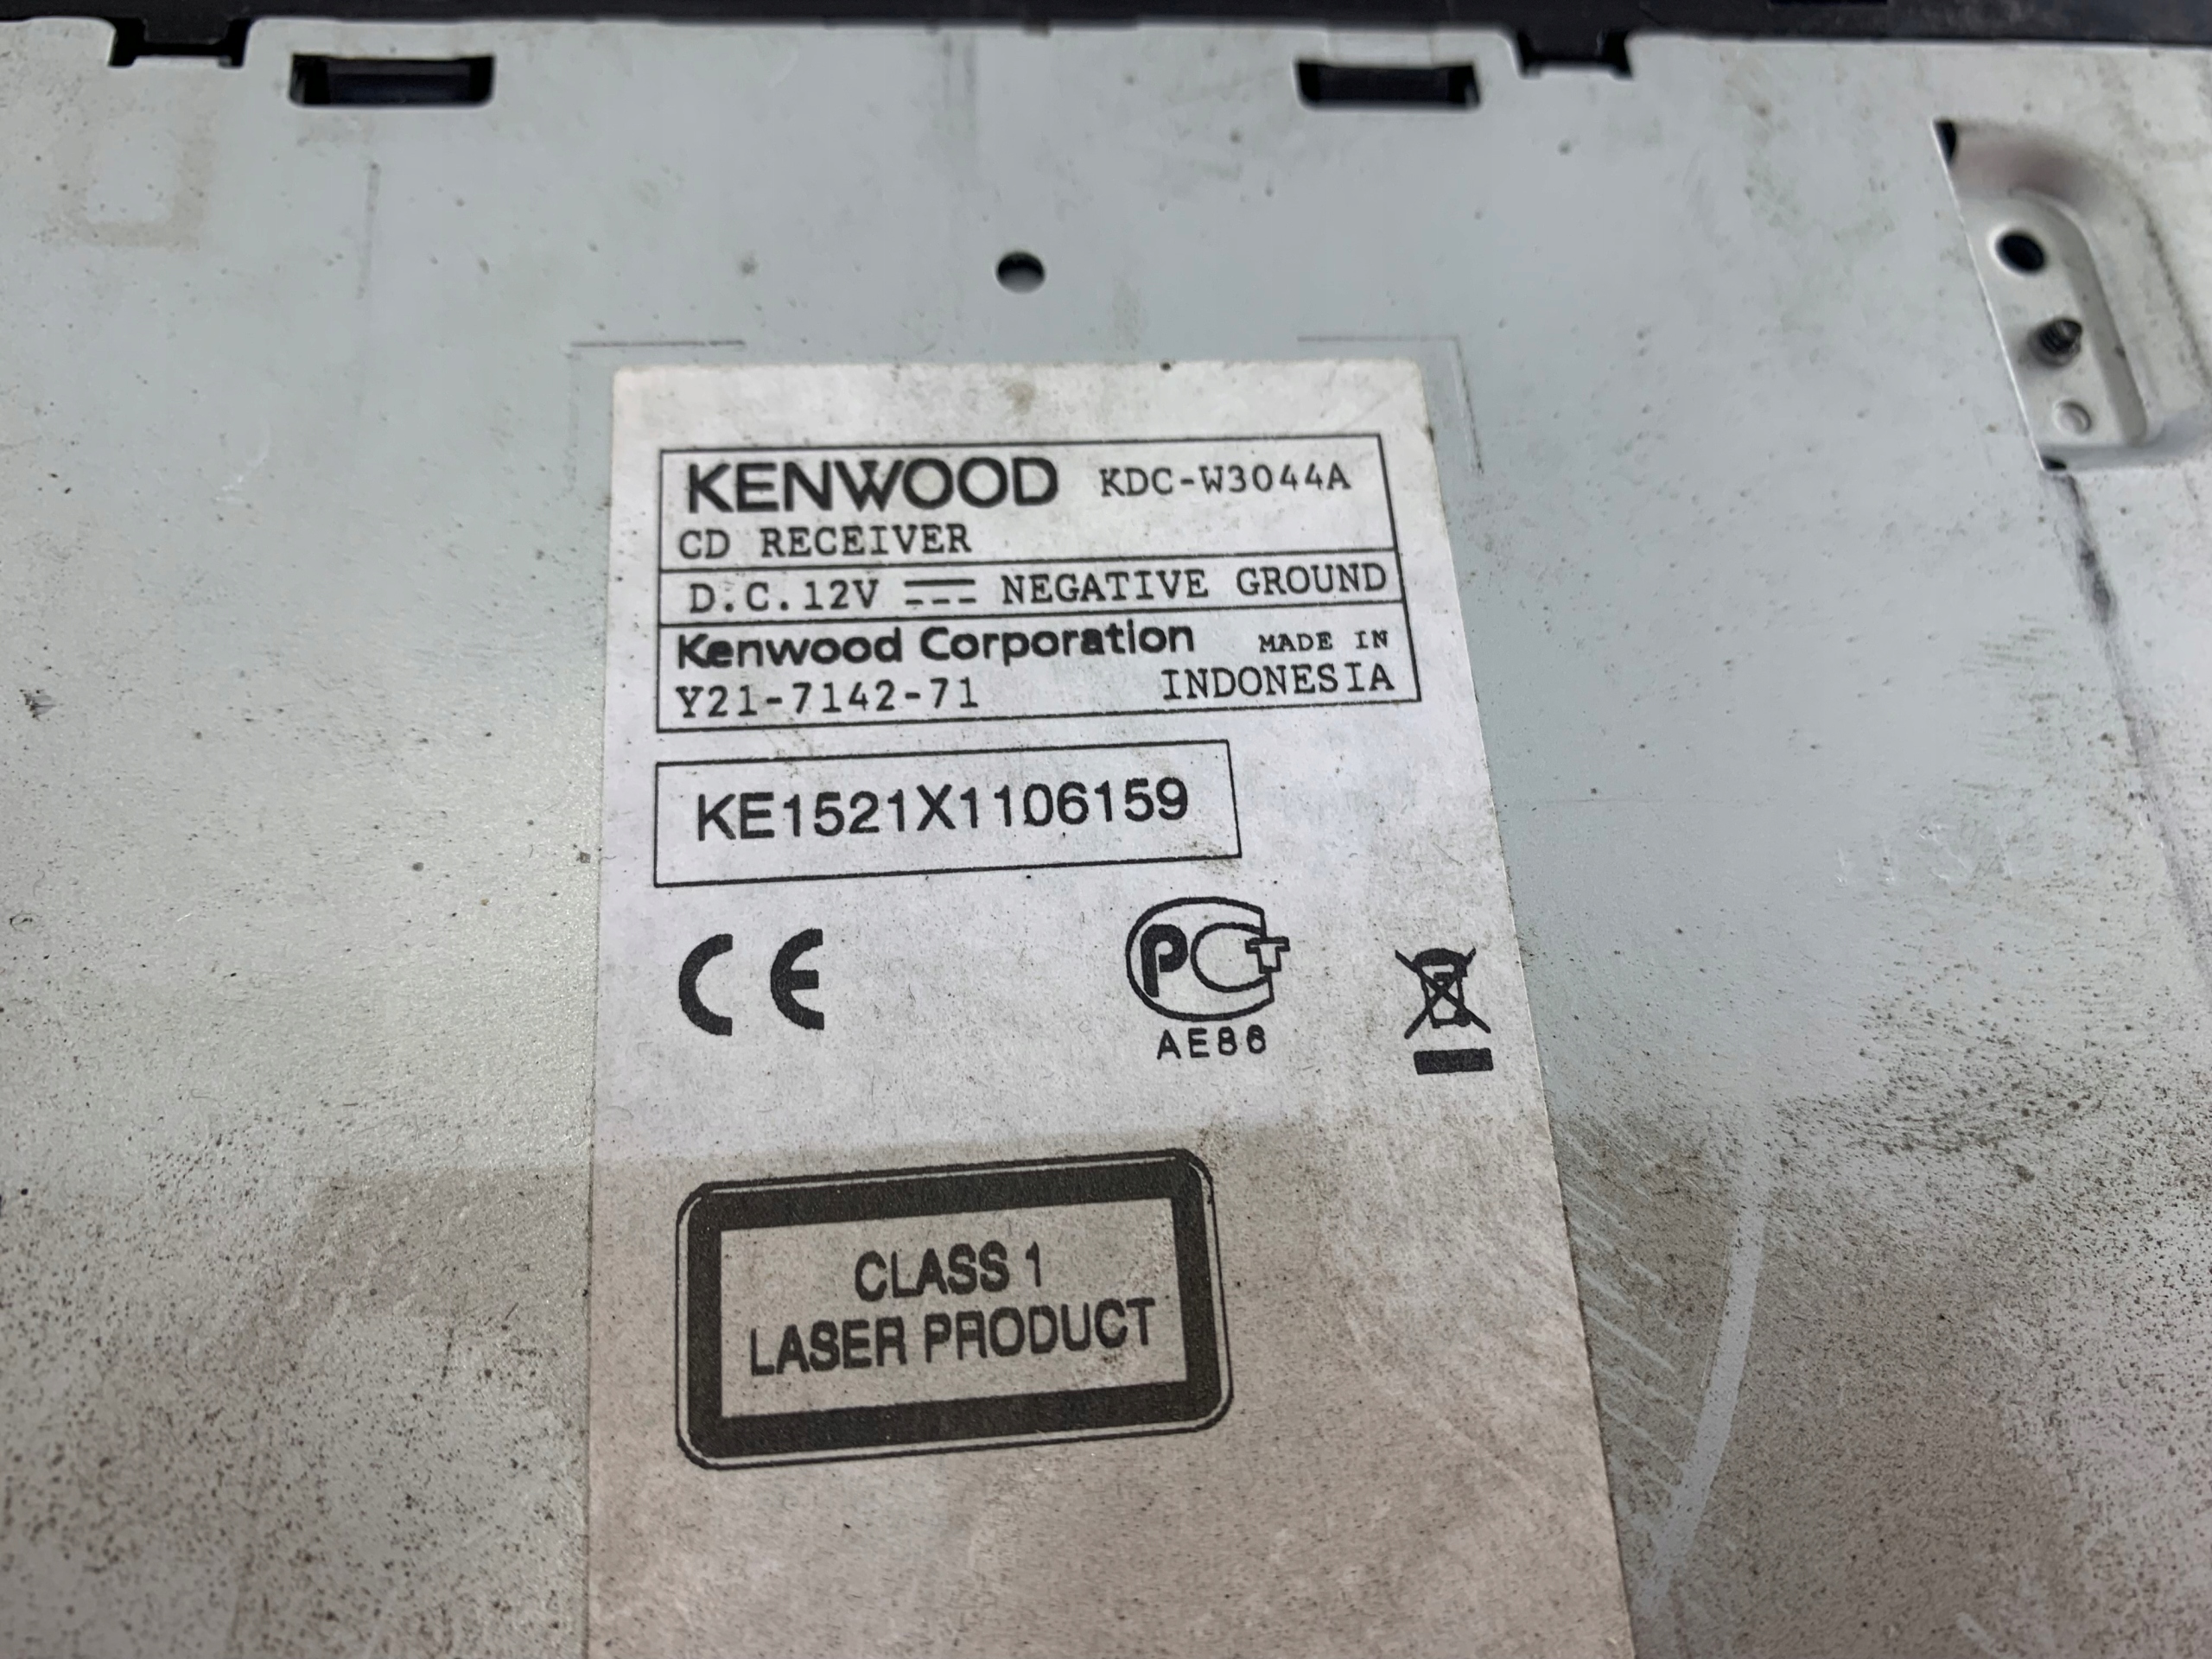 KENWOOD KDC-W3044A
CD RECEIVER
D.C.12V NEGATIVE GROUND
Kenwood Corporation MADE IN
Y21-7142-71 INDONESIA
KE1521X1106159
CE
PCT
AE86
CLASS 1
LASER PRODUCT